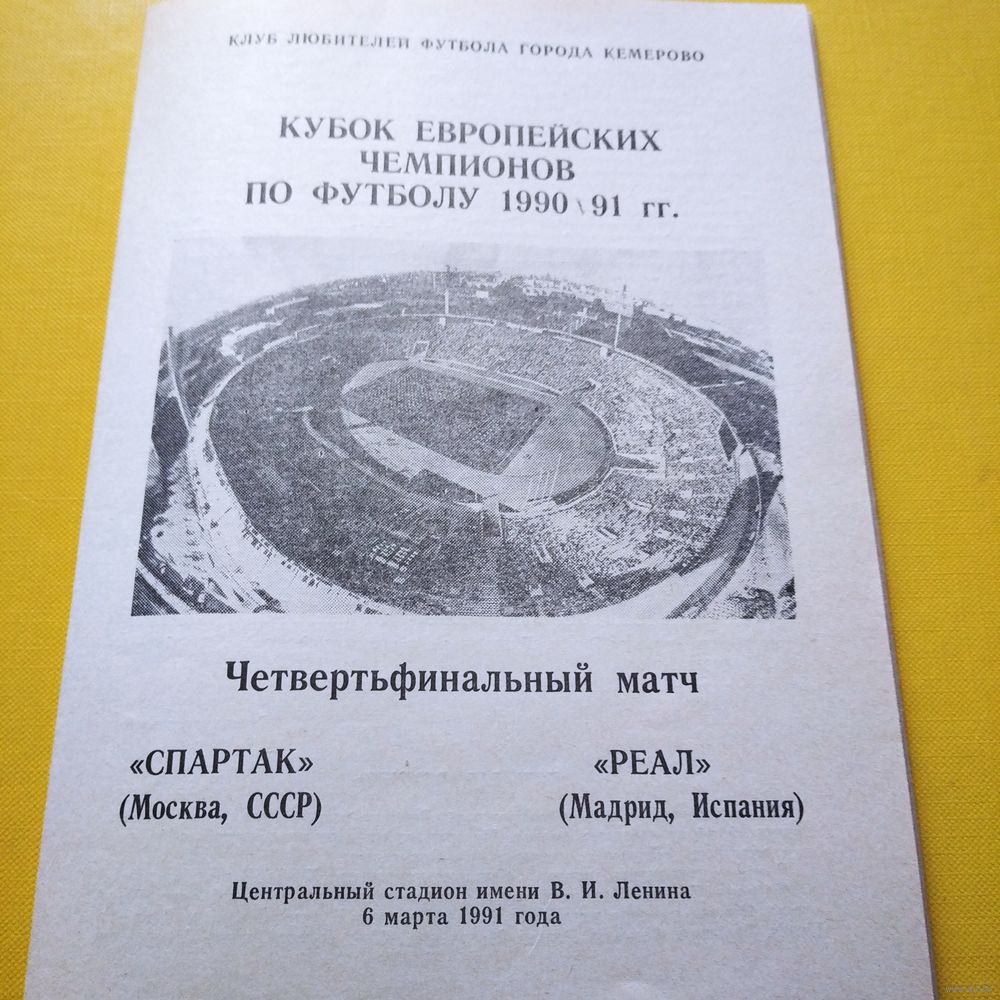 КЛУБ ЛЮБИТЕЛЕЙ ФУТБОЛА ГОРОДА КЕМЕРОВО
КУБОК ЕВРОПЕЙСКИХ
ЧЕМПИОНОВ
ПО ФУТБОЛУ 1990\91 гг.
Четвертьфинальный матч
«СПАРТАК»
(Москва, СССР)
«РЕАЛ»
(Мадрид, Испания)
Центральный стадион имени В. И. Ленина
6 марта 1991 года